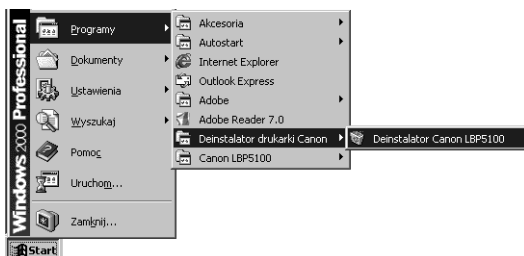 Windows 2000 Professional
Programy
Dokumenty
Ustawienia
Wyszukaj
Pomoc
Uruchom...
Zamknij...
Start
Akcesoria
Autostart
Internet Explorer
Outlook Express
Adobe
Adobe Reader 7.0
Deinstalator drukarki Canon
Canon LBP5100
Deinstalator Canon LBP5100